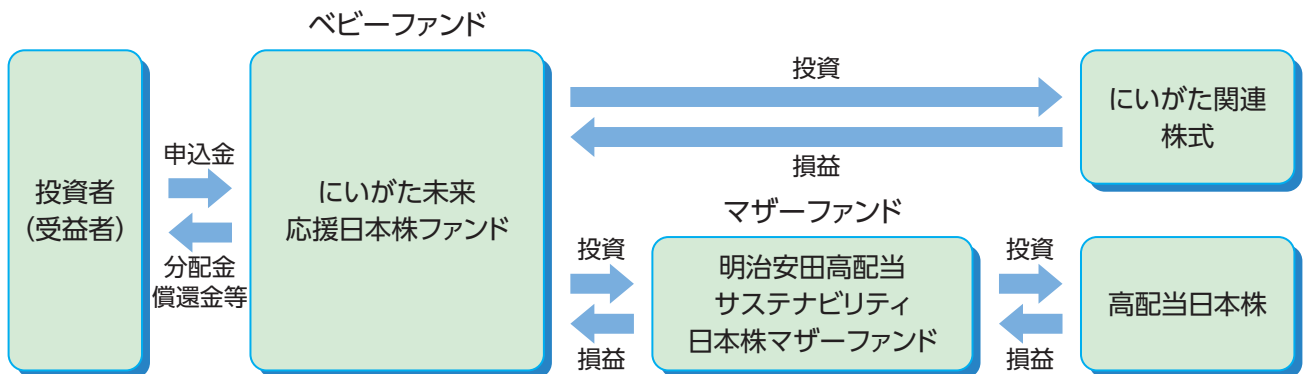 ベビーファンド
投資者
(受益者)
申込金
分配金
償還金等
にいがた未来
応援日本株ファンド
投資
損益
にいがた関連
株式
マザーファンド
投資
損益
明治安田高配当
サステナビリティ
日本株マザーファンド
投資
損益
高配当日本株